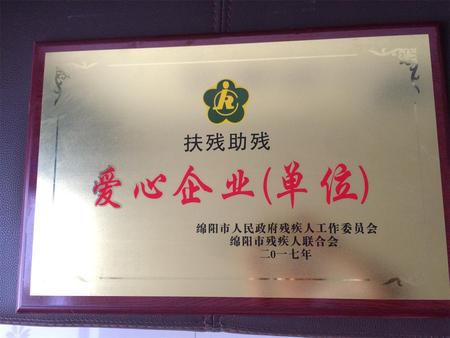 扶残助残
爱心企业(单位)
绵阳市人民政府残疾人工作委员会
绵阳市残疾人联合会
二0一七年